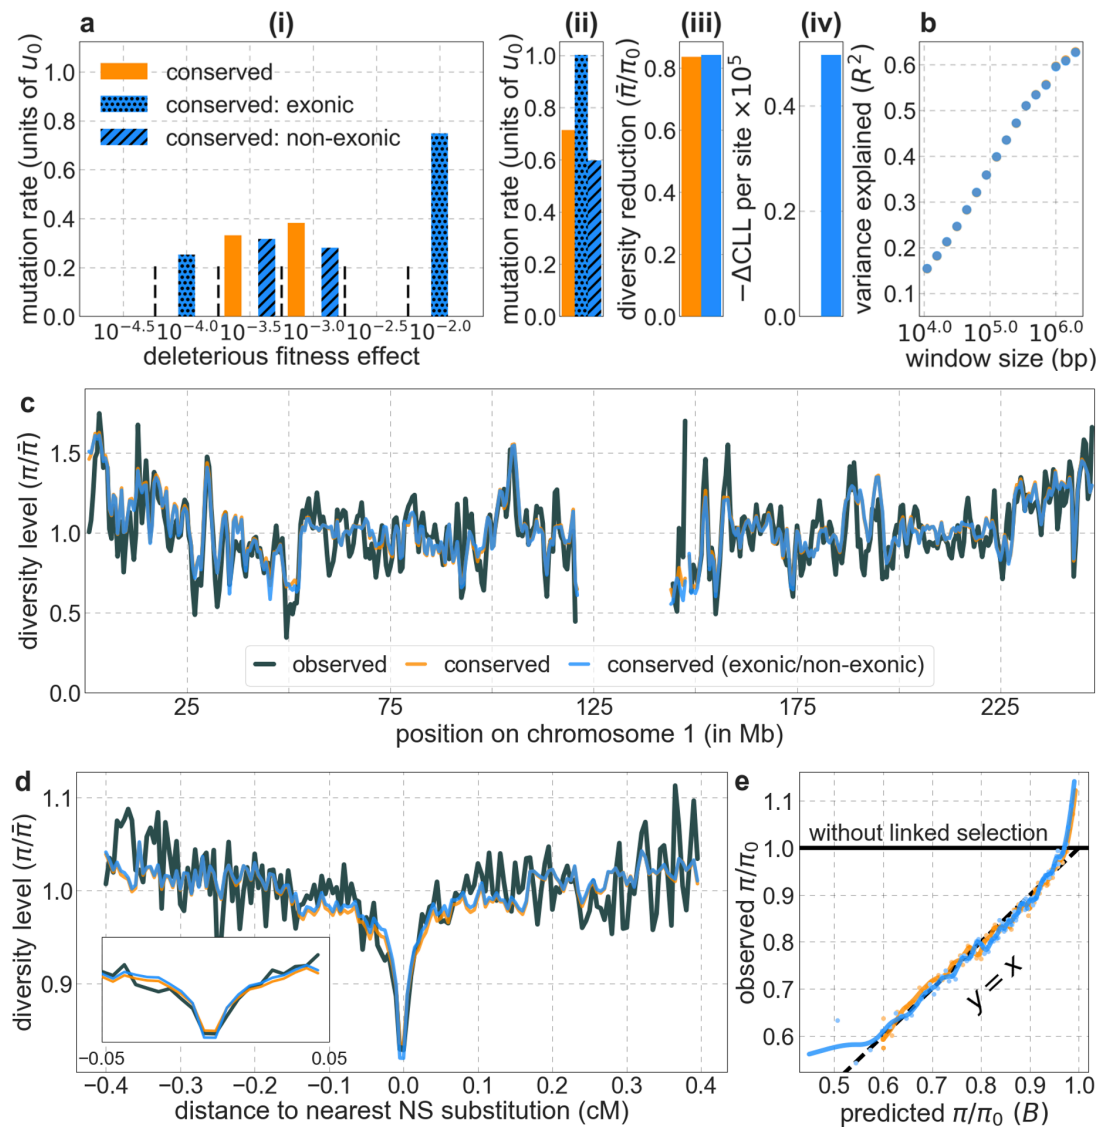 a
(i)
mutation rate (units of u₀)
1.0
0.8
0.6
0.4
0.2
0.0
conserved
conserved: exonic
conserved: non-exonic
10⁻⁴·⁵ 10⁻⁴·⁰ 10⁻³·⁵ 10⁻³·⁰ 10⁻²·⁵ 10⁻²·⁰
deleterious fitness effect
(ii)
mutation rate (units of u₀)
1.0
0.8
0.6
0.4
0.2
0.0
(iii)
diversity reduction (π̄/π₀)
0.8
0.6
0.4
0.2
0.0
(iv)
−ΔCLL per site ×10⁵
0.4
0.2
0.0
b
variance explained (R²)
0.6
0.5
0.4
0.3
0.2
0.1
10⁴·⁰ 10⁵·⁰ 10⁶·⁰
window size (bp)
c
diversity level (π/π̄)
1.5
1.0
0.5
0.0
observed conserved conserved (exonic/non-exonic)
25 75 125 175 225
position on chromosome 1 (in Mb)
d
diversity level (π/π̄)
1.1
1.0
0.9
−0.05 0.05
−0.4 −0.3 −0.2 −0.1 0.0 0.1 0.2 0.3 0.4
distance to nearest NS substitution (cM)
e
observed π/π₀
1.1
1.0
0.9
0.8
0.7
0.6
without linked selection
y = x
0.5 0.6 0.7 0.8 0.9 1.0
predicted π/π₀ (B)